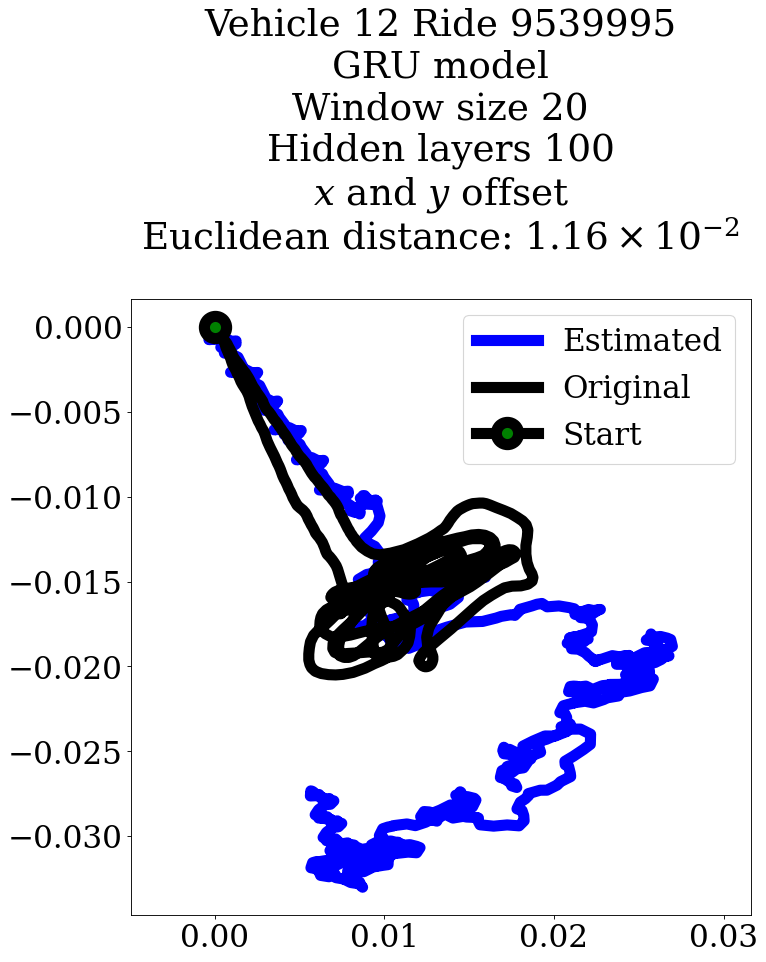 Vehicle 12 Ride 9539995
GRU model
Window size 20
Hidden layers 100
x and y offset
Euclidean distance: 1.16 × 10⁻²
Estimated
Original
Start
0.000
−0.005
−0.010
−0.015
−0.020
−0.025
−0.030
0.00 0.01 0.02 0.03